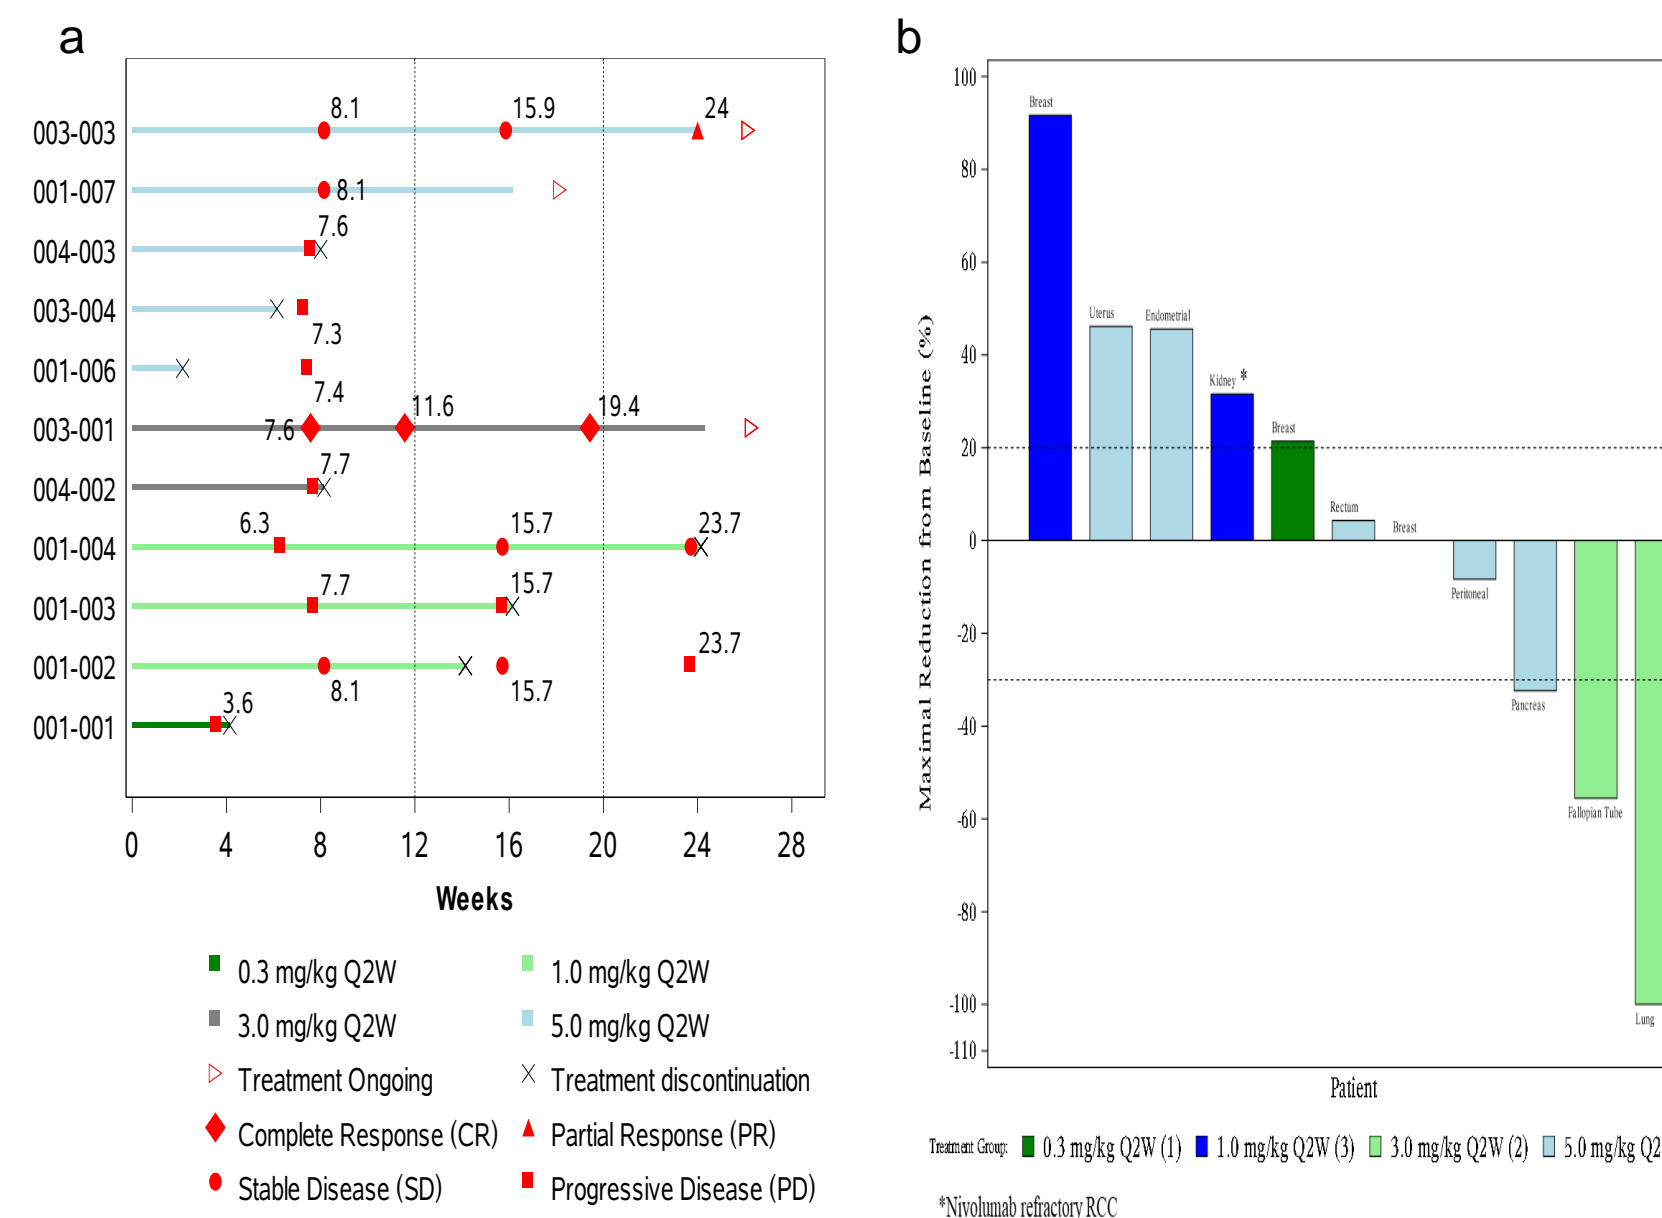 a
003-003
8.1
15.9
24
001-007
8.1
004-003
7.6
003-004
7.3
001-006
7.4
003-001
7.6
11.6
19.4
004-002
7.7
001-004
6.3
15.7
23.7
001-003
7.7
15.7
001-002
8.1
15.7
23.7
001-001
3.6
0 4 8 12 16 20 24 28
Weeks
0.3 mg/kg Q2W
1.0 mg/kg Q2W
3.0 mg/kg Q2W
5.0 mg/kg Q2W
Treatment Ongoing
Treatment discontinuation
Complete Response (CR)
Partial Response (PR)
Stable Disease (SD)
Progressive Disease (PD)
b
Maximal Reduction from Baseline (%)
100
80
60
40
20
0
-20
-40
-60
-80
-100
-110
Breast
Uterus
Endometrial
Kidney *
Breast
Rectum
Breast
Peritoneal
Pancreas
Fallopian Tube
Lung
Patient
Treatment Group: 0.3 mg/kg Q2W (1) 1.0 mg/kg Q2W (3) 3.0 mg/kg Q2W (2) 5.0 mg/kg Q2
*Nivolumab refractory RCC